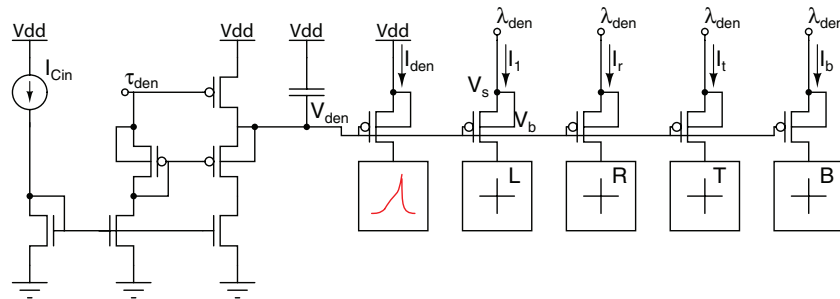 Vdd Vdd Vdd Vdd λden λden λden λden
ICin τden Iden I1 Ir It Ib
Vs
Vden Vb
L R T B